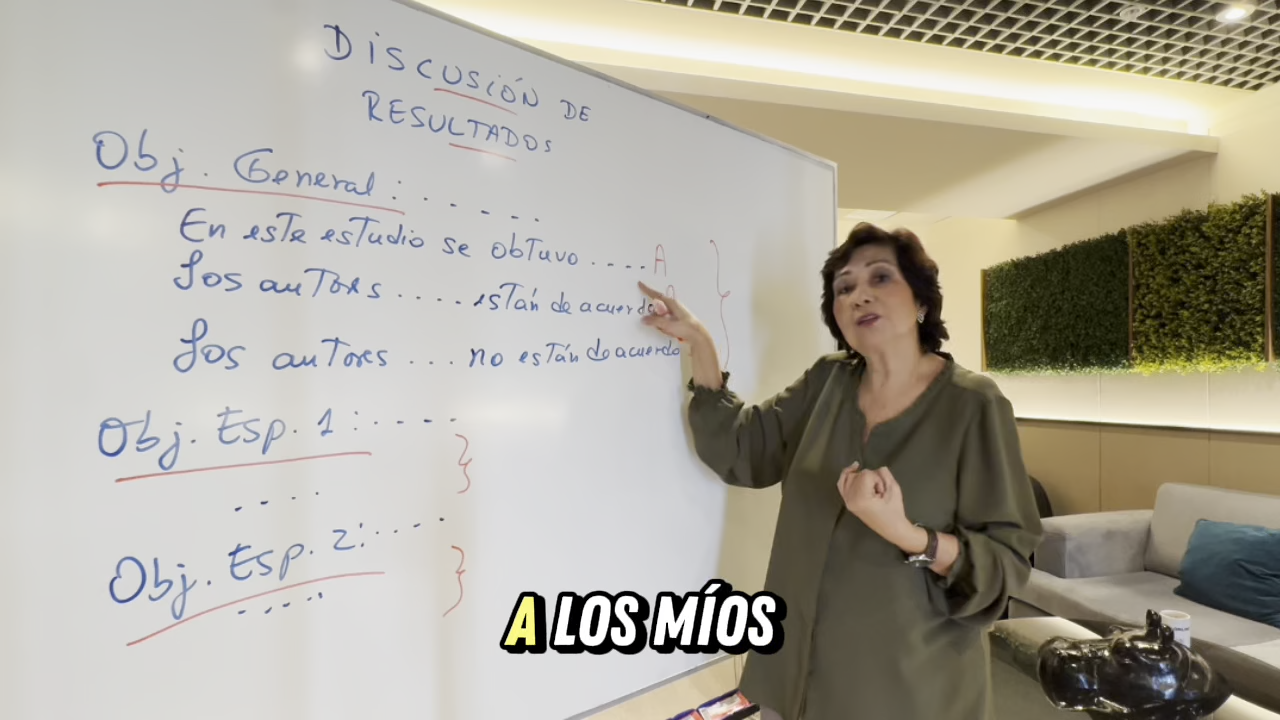 DISCUSIÓN DE
RESULTADOS
Obj. General : . . . . . .
En este estudio se obtuvo . . . . A
Los autores . . . . están de acuerdo
Los autores . . . no están de acuerdo
Obj. Esp. 1 : . . . .
. . . .
Obj. Esp. 2 : . . . .
. . . . .
A LOS MÍOS